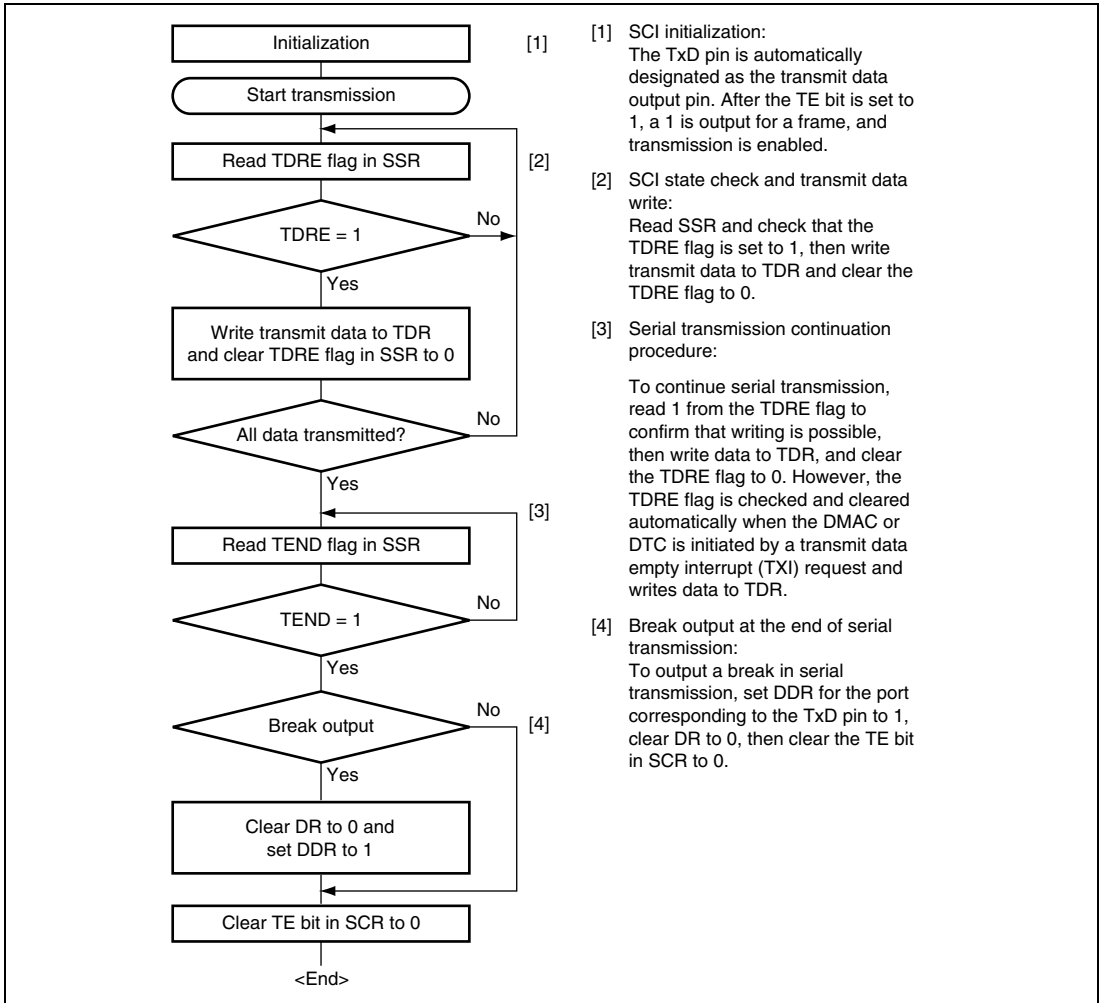 Initialization
[1]
Start transmission
Read TDRE flag in SSR
[2]
No
TDRE = 1
Yes
Write transmit data to TDR
and clear TDRE flag in SSR to 0
No
All data transmitted?
Yes
[3]
Read TEND flag in SSR
No
TEND = 1
Yes
No
Break output
[4]
Yes
Clear DR to 0 and
set DDR to 1
Clear TE bit in SCR to 0
<End>
[1] SCI initialization:
The TxD pin is automatically
designated as the transmit data
output pin. After the TE bit is set to
1, a 1 is output for a frame, and
transmission is enabled.
[2] SCI state check and transmit data
write:
Read SSR and check that the
TDRE flag is set to 1, then write
transmit data to TDR and clear the
TDRE flag to 0.
[3] Serial transmission continuation
procedure:
To continue serial transmission,
read 1 from the TDRE flag to
confirm that writing is possible,
then write data to TDR, and clear
the TDRE flag to 0. However, the
TDRE flag is checked and cleared
automatically when the DMAC or
DTC is initiated by a transmit data
empty interrupt (TXI) request and
writes data to TDR.
[4] Break output at the end of serial
transmission:
To output a break in serial
transmission, set DDR for the port
corresponding to the TxD pin to 1,
clear DR to 0, then clear the TE bit
in SCR to 0.